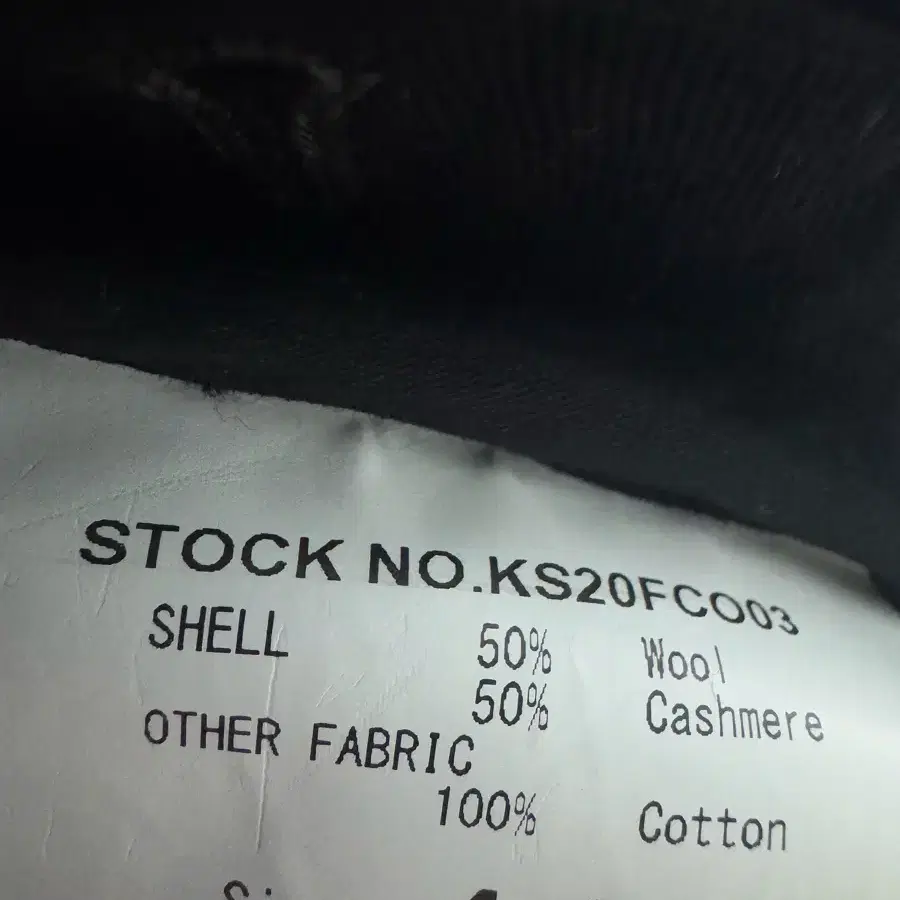 STOCK NO.KS20FCO03
SHELL 50% Wool
50% Cashmere
OTHER FABRIC
100% Cotton